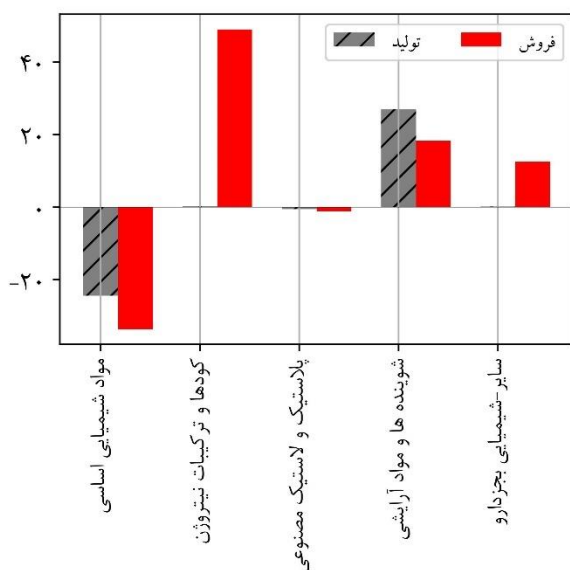 تولید
فروش
۴۰
۲۰
۰
-۲۰
مواد شیمیایی اساسی
کودها و ترکیبات نیتروژن
پلاستیک و لاستیک مصنوعی
شوینده ها و مواد آرایشی
سایر-شیمیایی بجزدارو